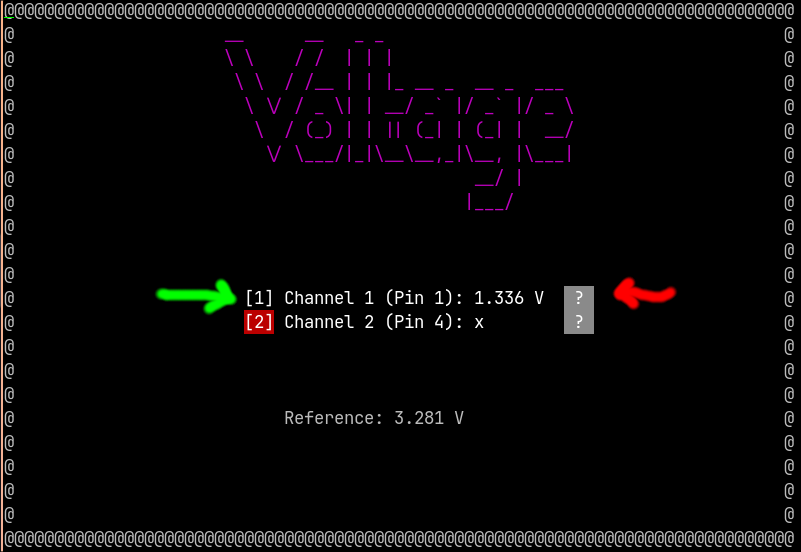 Voltage
[1] Channel 1 (Pin 1): 1.336 V ?
[2] Channel 2 (Pin 4): x ?
Reference: 3.281 V